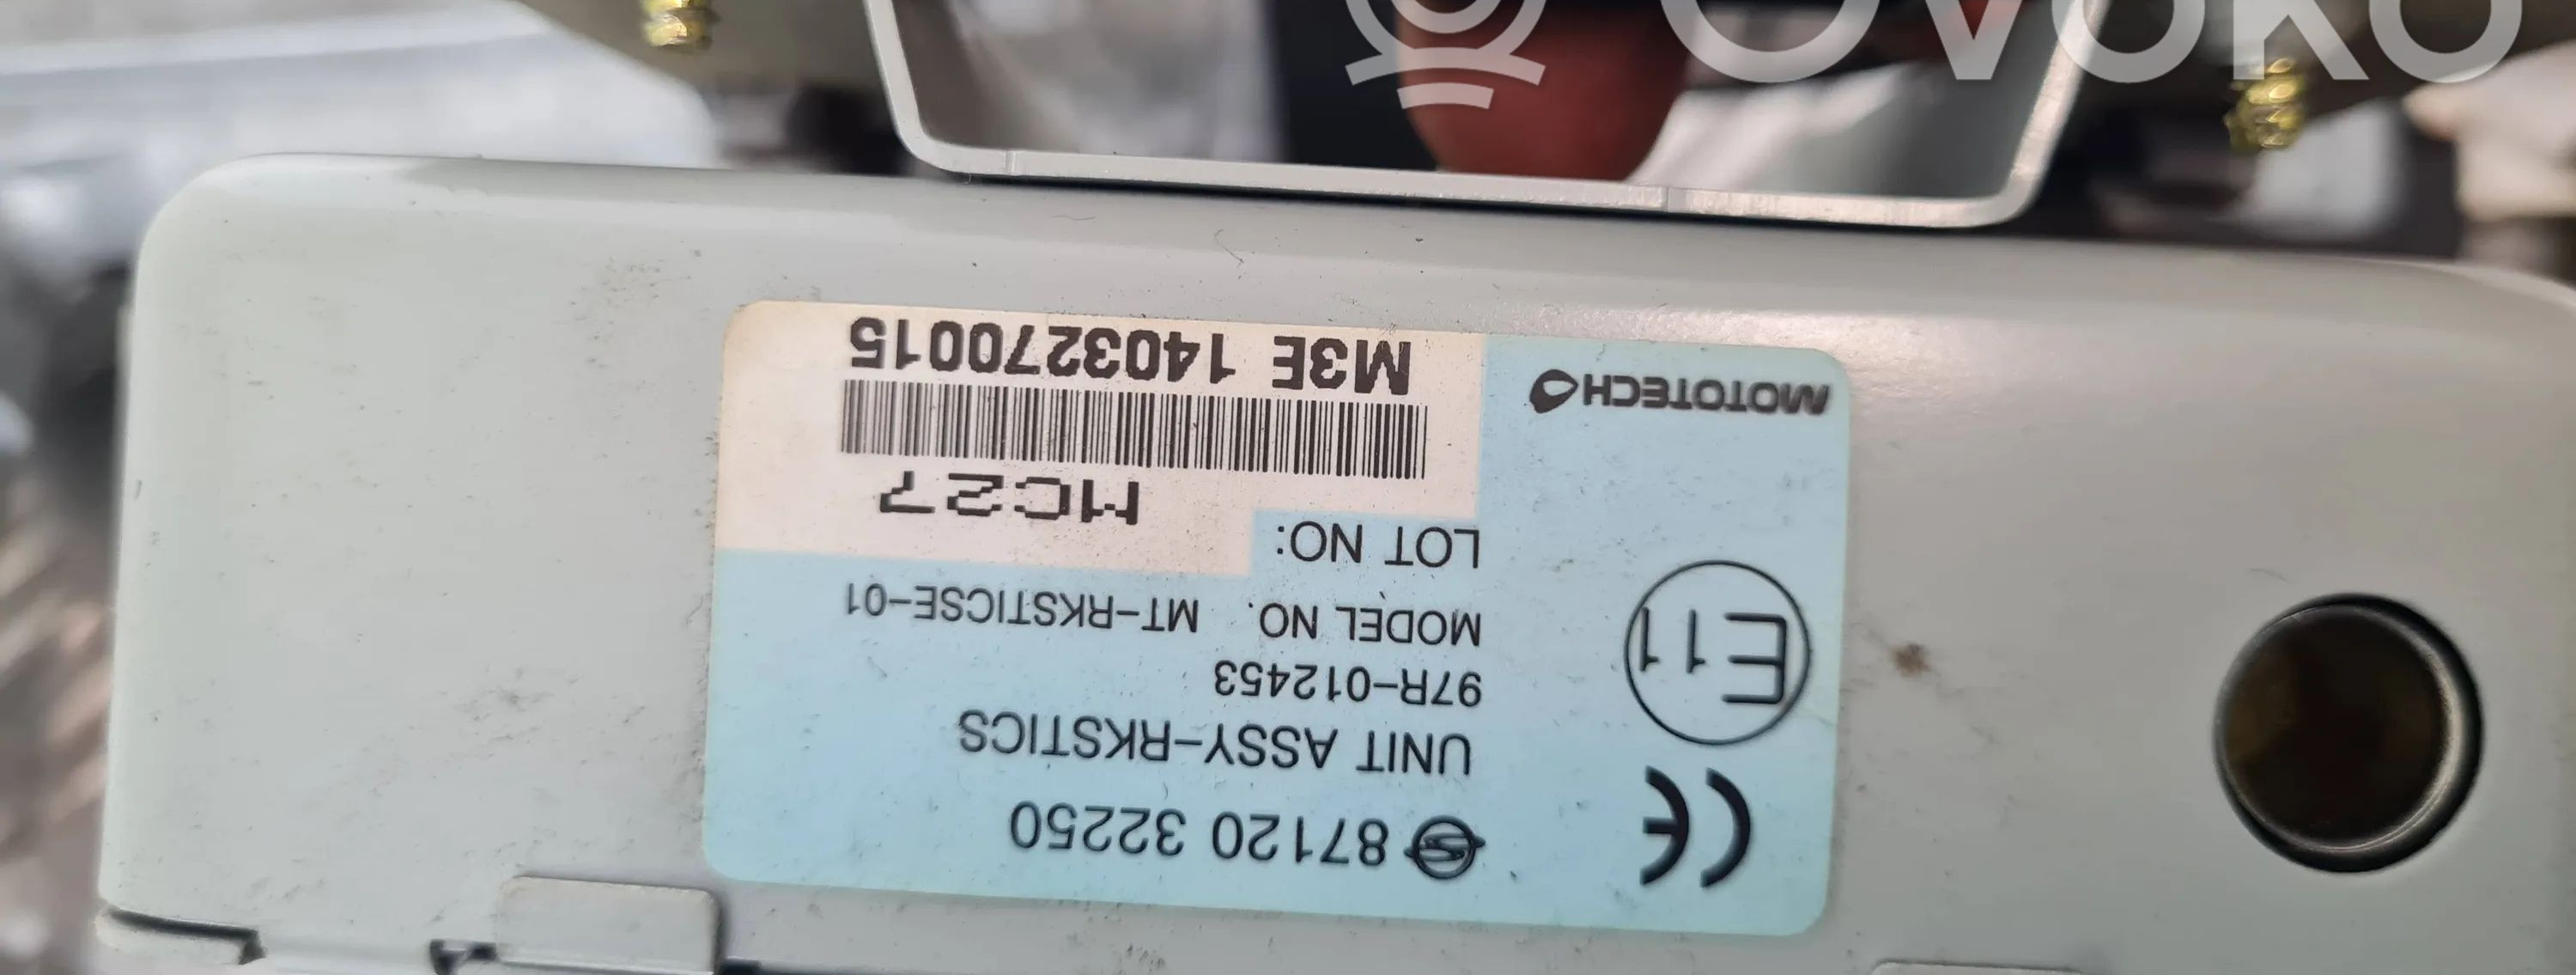 CE
87120 32250
UNIT ASSY-RKSTICS
97R-012453
E11
MODEL NO. MT-RKSTICSE-01
LOT NO: MC27
MOTOTECH
M3E 1403270015
OVOKO